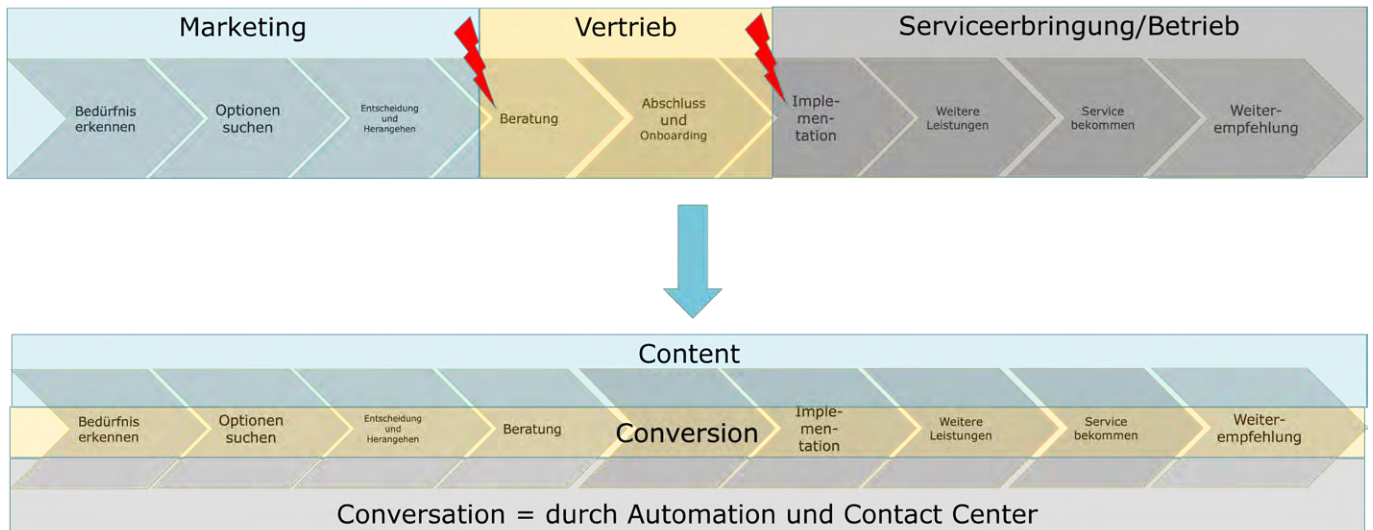 Marketing
Vertrieb
Serviceerbringung/Betrieb
Bedürfnis
erkennen
Optionen
suchen
Entscheidung
und
Herangehen
Beratung
Abschluss
und
Onboarding
Imple-
men-
tation
Weitere
Leistungen
Service
bekommen
Weiter-
empfehlung
Content
Bedürfnis
erkennen
Optionen
suchen
Entscheidung
und
Herangehen
Beratung
Conversion
Imple-
men-
tation
Weitere
Leistungen
Service
bekommen
Weiter-
empfehlung
Conversation = durch Automation und Contact Center